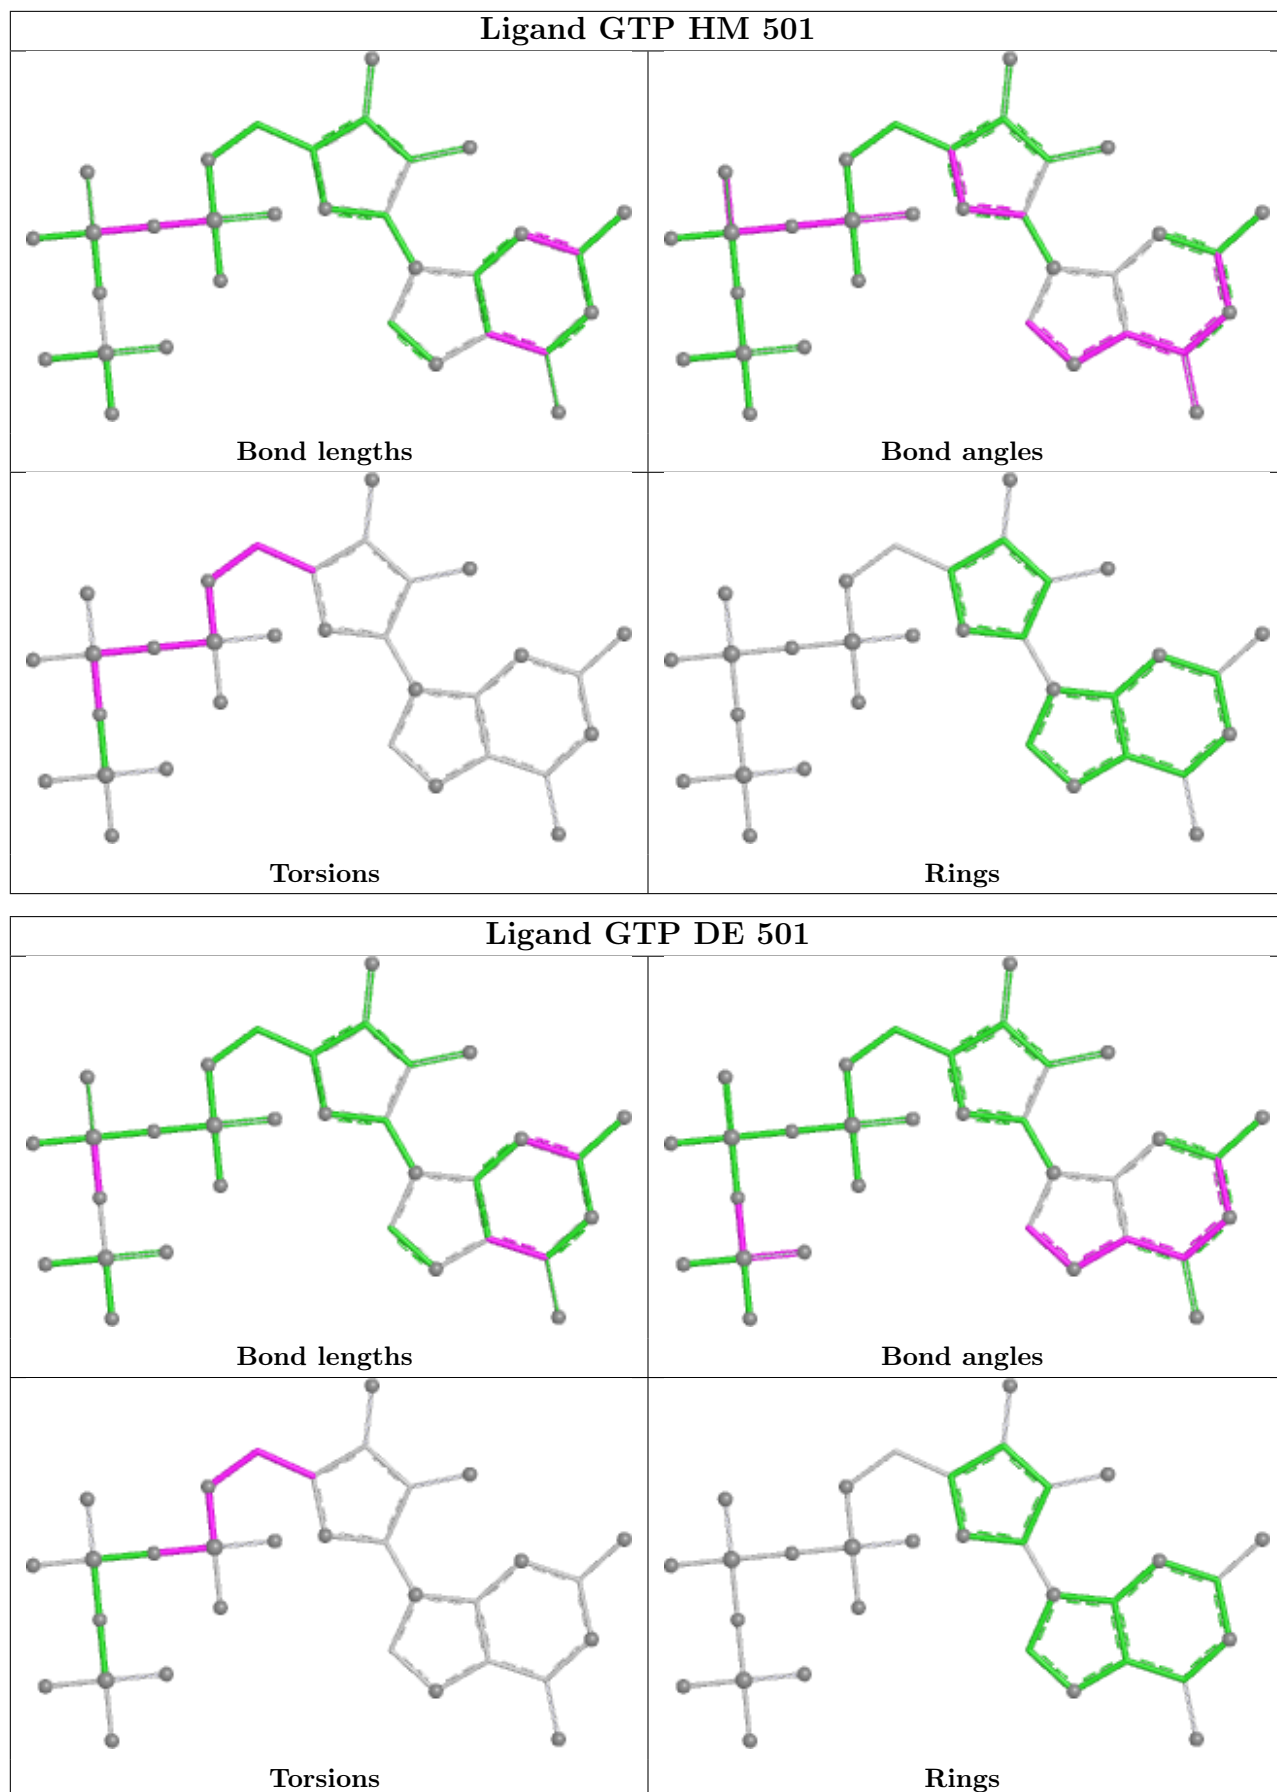 Ligand GTP HM 501
Bond lengths
Bond angles
Torsions
Rings
Ligand GTP DE 501
Bond lengths
Bond angles
Torsions
Rings